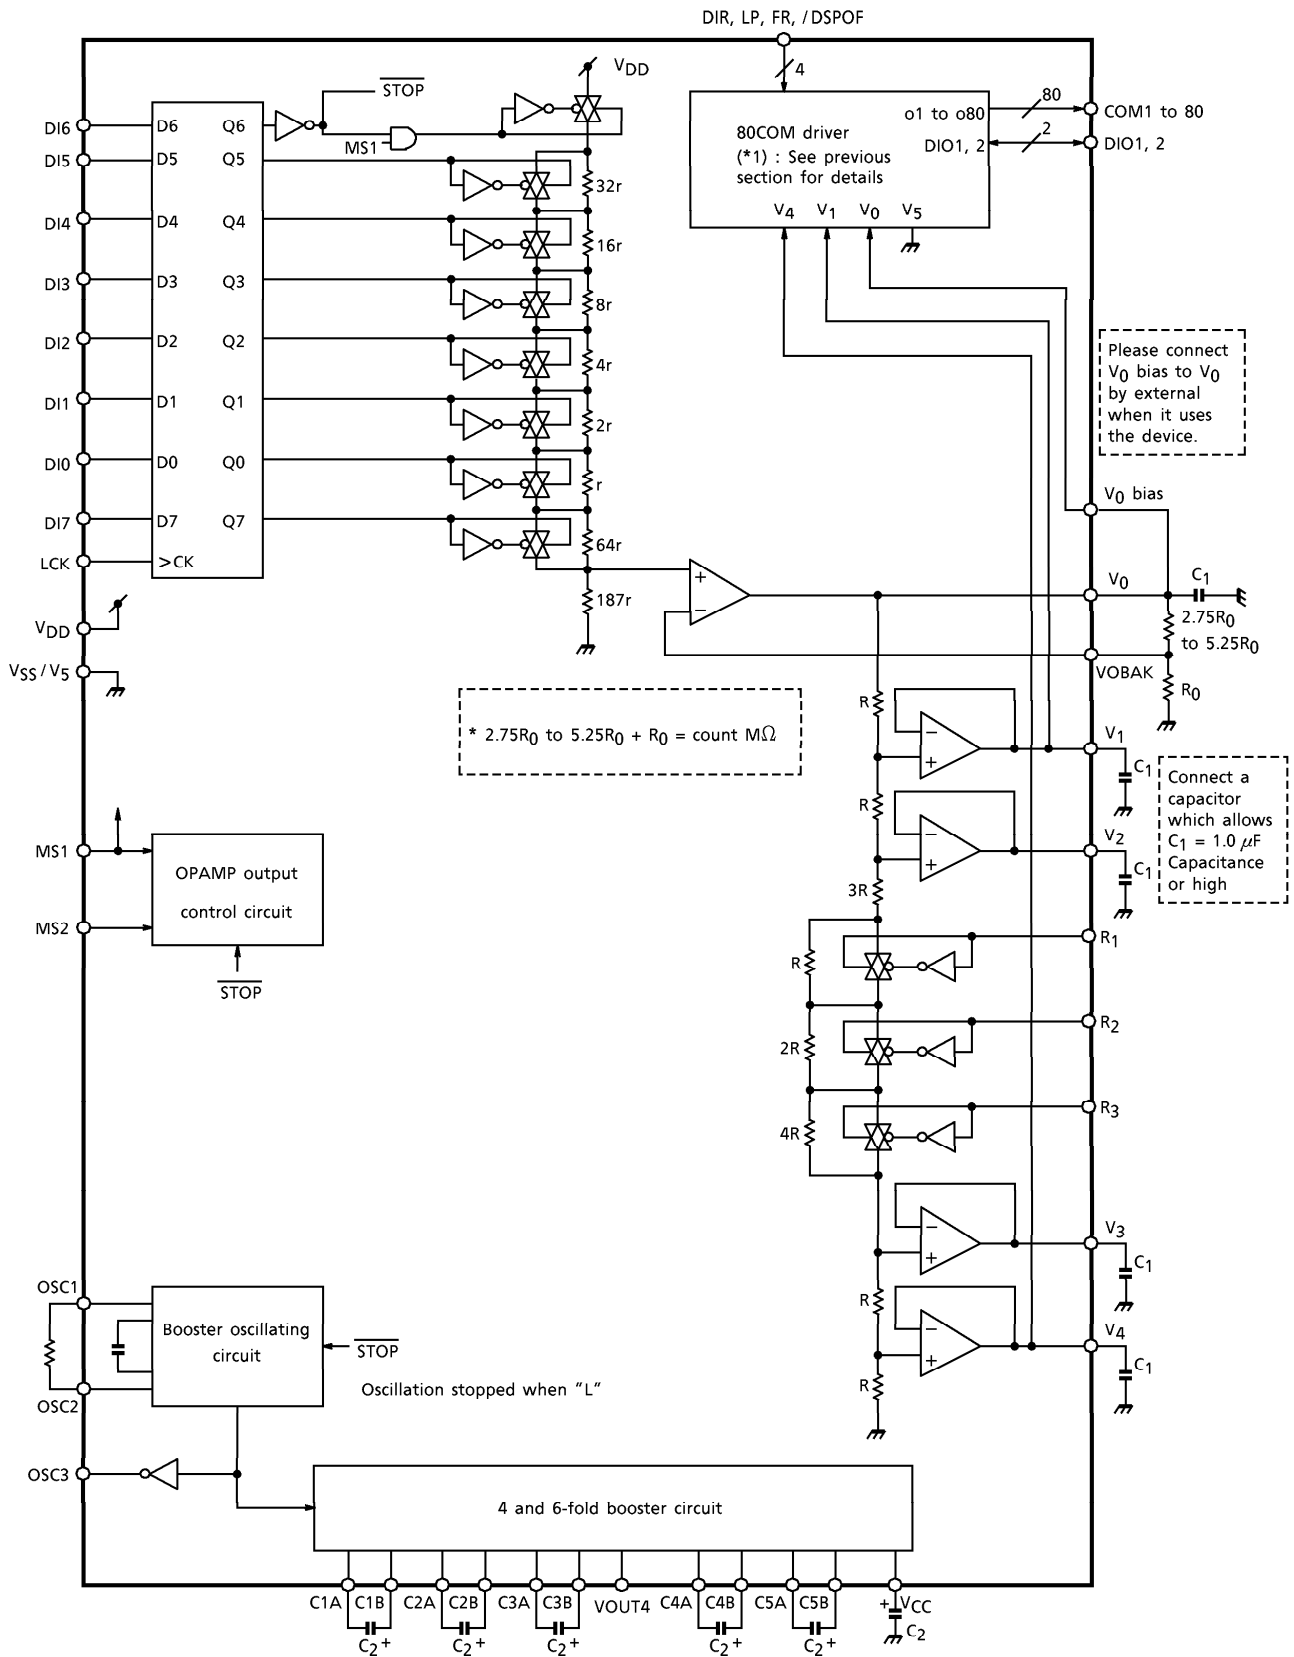 DIR, LP, FR, /DSPOF
4
VDD
STOP
DI6
D6
Q6
MS1
DI5
D5
Q5
32r
DI4
D4
Q4
16r
DI3
D3
Q3
8r
DI2
D2
Q2
4r
DI1
D1
Q1
2r
DI0
D0
Q0
r
DI7
D7
Q7
64r
LCK
>CK
187r
VDD
VSS / V5
80COM driver
(*1) : See previous
section for details
o1 to o80
DIO1, 2
V4
V1
V0
V5
80
COM1 to 80
2
DIO1, 2
Please connect
V0 bias to V0
by external
when it uses
the device.
V0 bias
V0
C1
2.75R0
to 5.25R0
VOBAK
R0
+
−
* 2.75R0 to 5.25R0 + R0 = count MΩ
R
−
+
V1
C1
R
−
+
V2
C1
Connect a
capacitor
which allows
C1 = 1.0 μF
Capacitance
or high
3R
MS1
MS2
OPAMP output
control circuit
STOP
R
R1
2R
R2
4R
R3
−
+
V3
C1
R
−
+
V4
C1
R
OSC1
OSC2
Booster oscillating
circuit
STOP
Oscillation stopped when "L"
OSC3
4 and 6-fold booster circuit
C1A
C1B
C2A
C2B
C3A
C3B
VOUT4
C4A
C4B
C5A
C5B
+
VCC
C2
C2 +
C2 +
C2 +
C2 +
C2 +